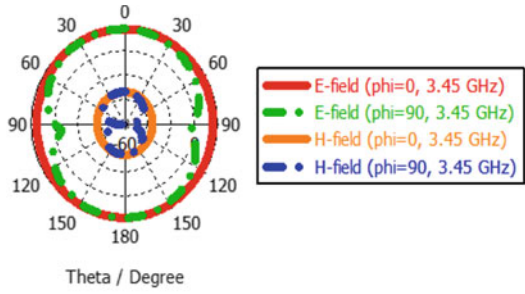 0
30 30
60 60
90 90
60
120 120
150 150
180
Theta / Degree
E-field (phi=0, 3.45 GHz)
E-field (phi=90, 3.45 GHz)
H-field (phi=0, 3.45 GHz)
H-field (phi=90, 3.45 GHz)